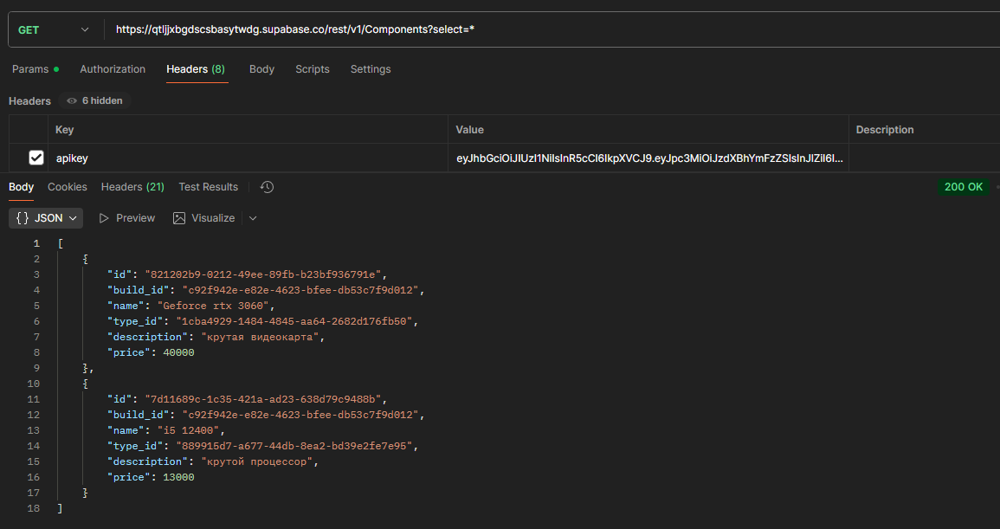 GET https://qtljjxbgdscsbasytwdg.supabase.co/rest/v1/Components?select=*
Params Authorization Headers (8) Body Scripts Settings
Headers 6 hidden
Key Value Description
apikey eyJhbGciOiJIUzI1NiIsInR5cCI6IkpXVCJ9.eyJpc3MiOiJzdXBhYmFzZSIsInJlZiI6I...
Body Cookies Headers (21) Test Results 200 OK
{} JSON Preview Visualize
1 [
2 {
3 "id": "821202b9-0212-49ee-89fb-b23bf936791e",
4 "build_id": "c92f942e-e82e-4623-bfee-db53c7f9d012",
5 "name": "Geforce rtx 3060",
6 "type_id": "1cba4929-1484-4845-aa64-2682d176fb50",
7 "description": "крутая видеокарта",
8 "price": 40000
9 },
10 {
11 "id": "7d11689c-1c35-421a-ad23-638d79c9488b",
12 "build_id": "c92f942e-e82e-4623-bfee-db53c7f9d012",
13 "name": "i5 12400",
14 "type_id": "889915d7-a677-44db-8ea2-bd39e2fe7e95",
15 "description": "крутой процессор",
16 "price": 13000
17 }
18 ]